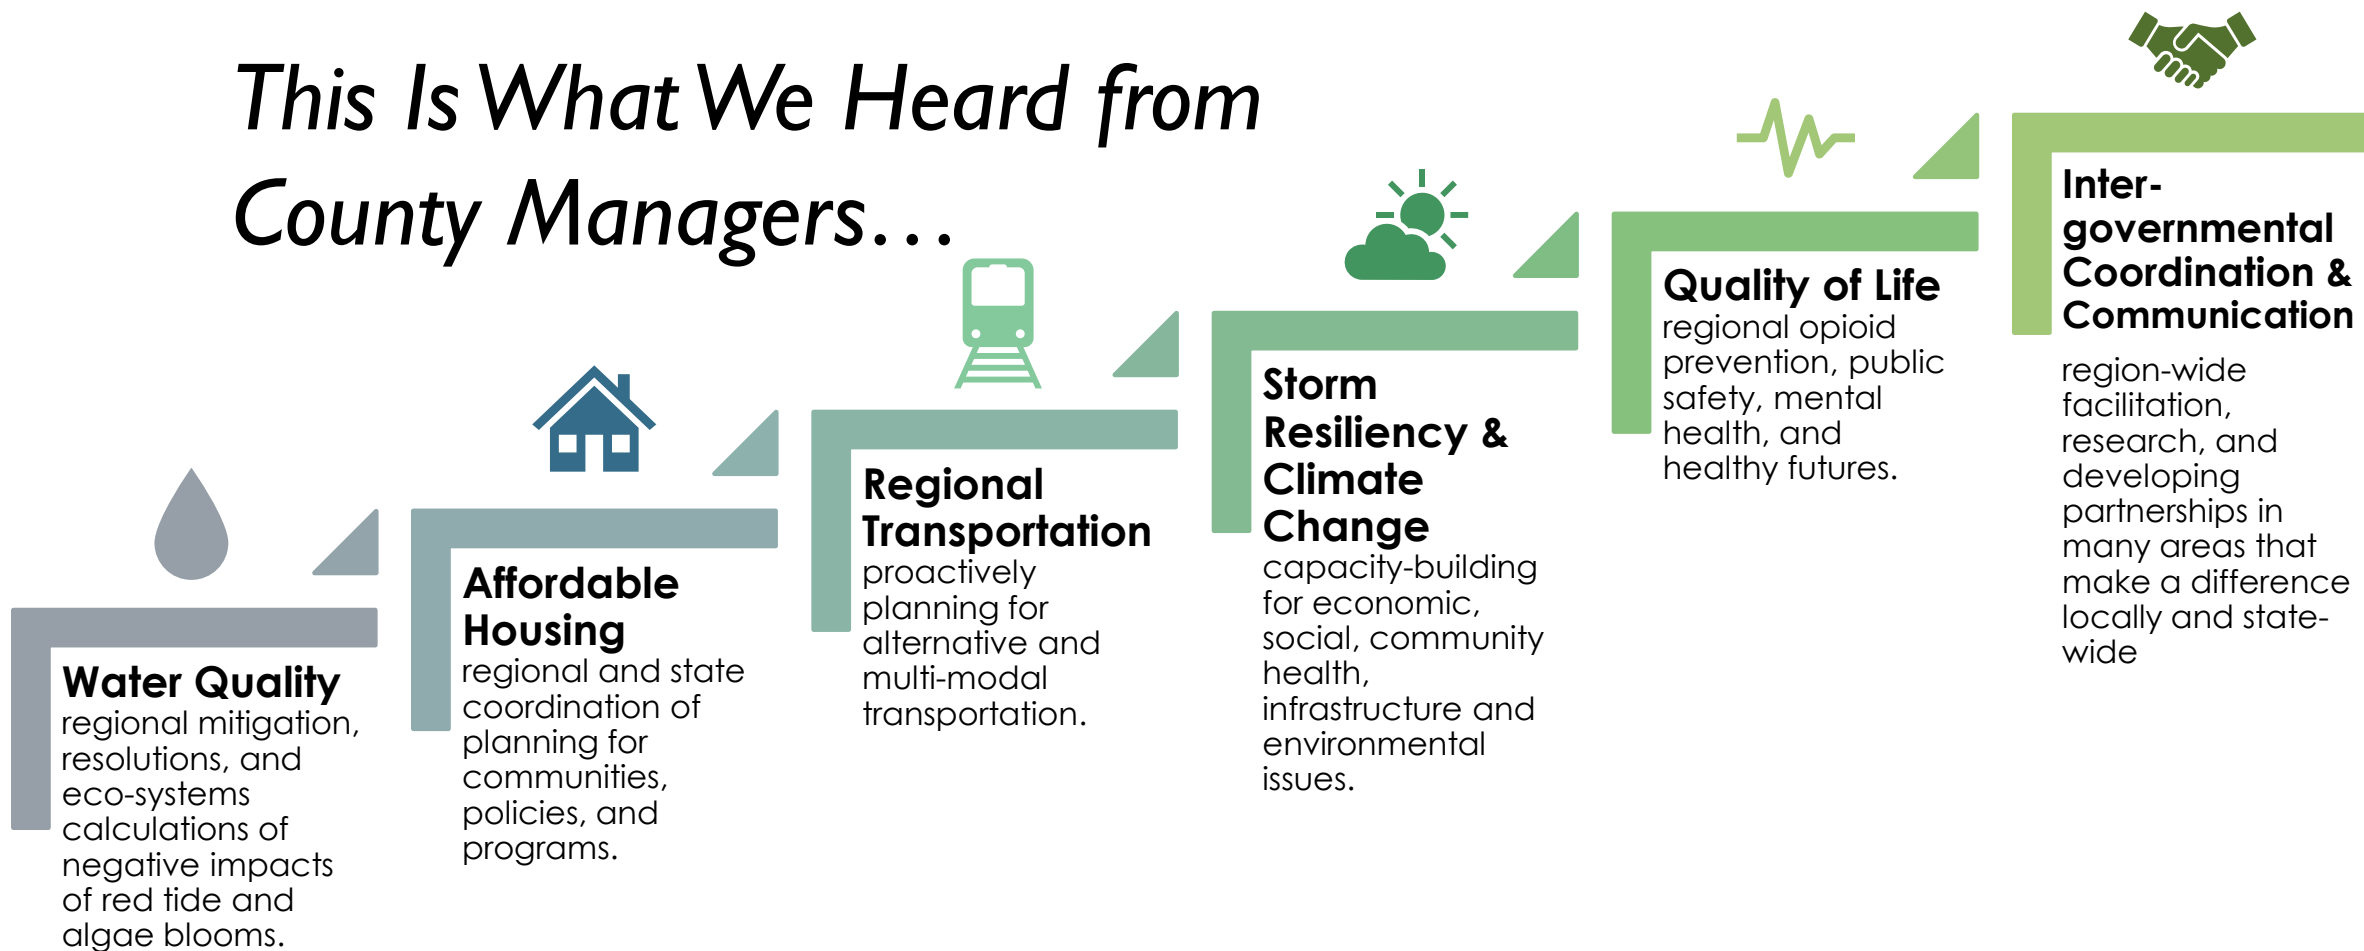 This Is What We Heard from
County Managers...
Water Quality
regional mitigation,
resolutions, and
eco-systems
calculations of
negative impacts
of red tide and
algae blooms.
Affordable
Housing
regional and state
coordination of
planning for
communities,
policies, and
programs.
Regional
Transportation
proactively
planning for
alternative and
multi-modal
transportation.
Storm
Resiliency &
Climate
Change
capacity-building
for economic,
social, community
health,
infrastructure and
environmental
issues.
Quality of Life
regional opioid
prevention, public
safety, mental
health, and
healthy futures.
Inter-
governmental
Coordination &
Communication
region-wide
facilitation,
research, and
developing
partnerships in
many areas that
make a difference
locally and state-
wide